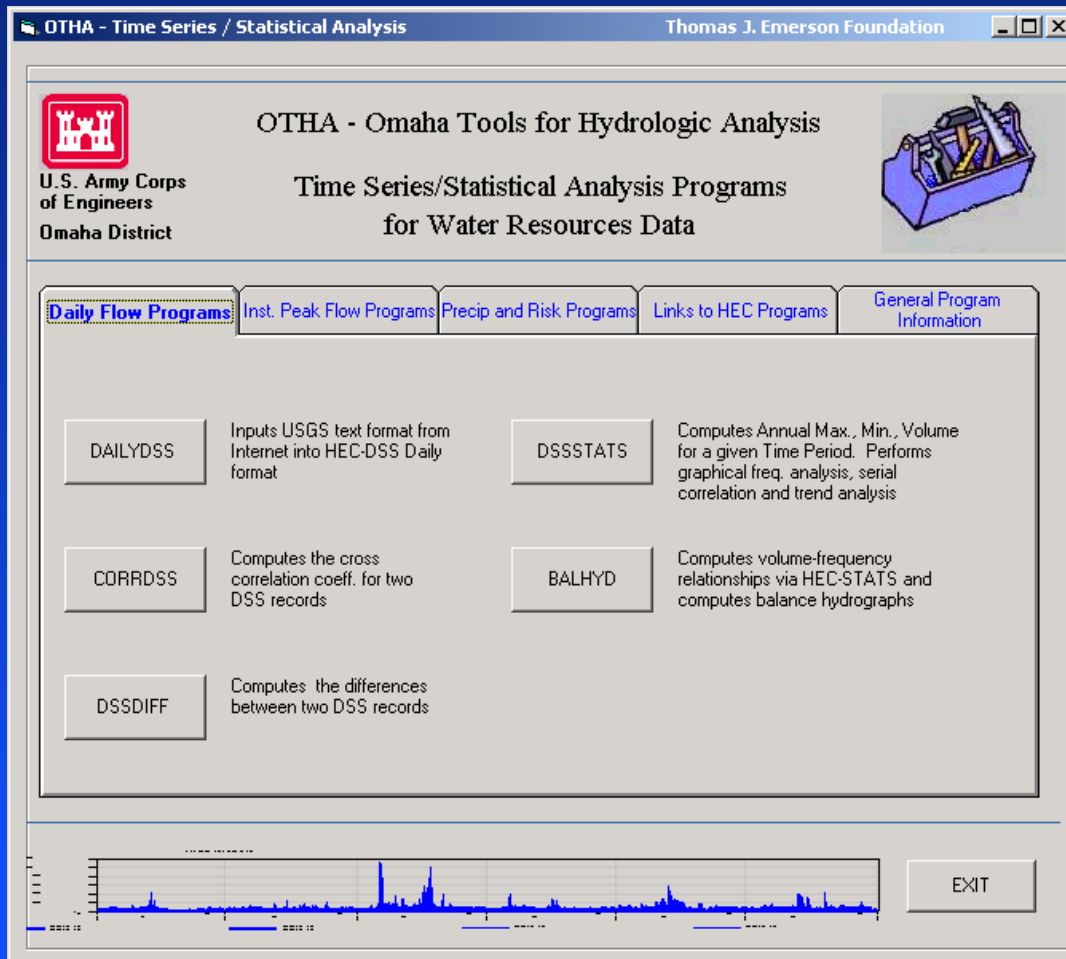 OTHA - Time Series / Statistical Analysis Thomas J. Emerson Foundation
U.S. Army Corps
of Engineers
Omaha District
OTHA - Omaha Tools for Hydrologic Analysis
Time Series/Statistical Analysis Programs
for Water Resources Data
Daily Flow Programs
Inst. Peak Flow Programs
Precip and Risk Programs
Links to HEC Programs
General Program
Information
DAILYDSS
Inputs USGS text format from
Internet into HEC-DSS Daily
format
DSSSTATS
Computes Annual Max., Min., Volume
for a given Time Period. Performs
graphical freq. analysis, serial
correlation and trend analysis
CORRDSS
Computes the cross
correlation coeff. for two
DSS records
BALHYD
Computes volume-frequency
relationships via HEC-STATS and
computes balance hydrographs
DSSDIFF
Computes the differences
between two DSS records
EXIT